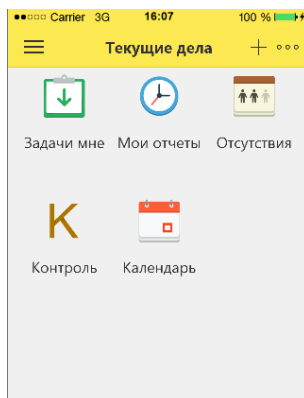 Carrier 3G 16:07 100 %
Текущие дела
Задачи мне Мои отчеты Отсутствия
K
Контроль Календарь